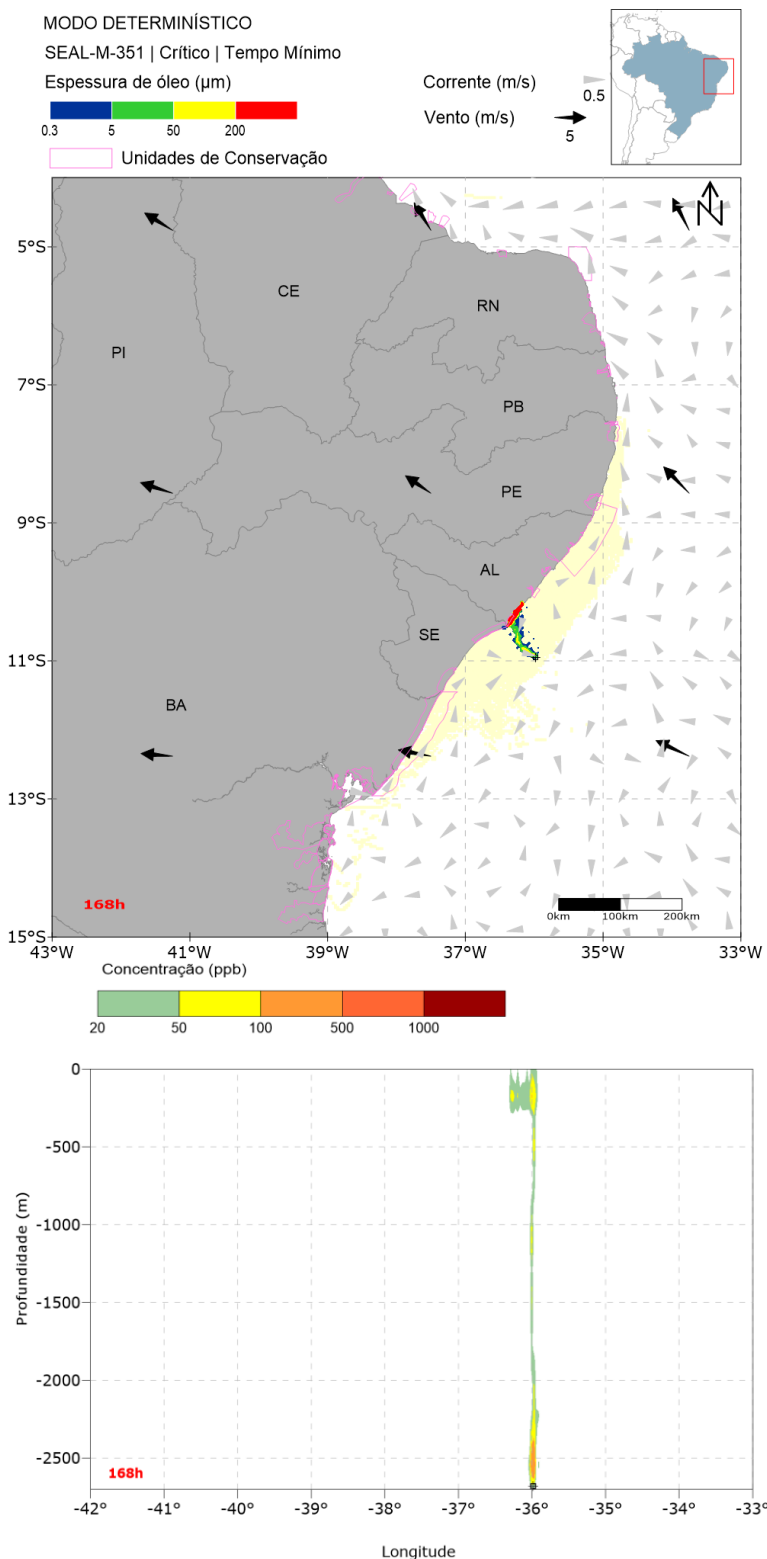 MODO DETERMINÍSTICO
SEAL-M-351 | Crítico | Tempo Mínimo
Espessura de óleo (µm)
0.3 5 50 200
Unidades de Conservação
Corrente (m/s)
0.5
Vento (m/s)
5
N
5°S
7°S
9°S
11°S
13°S
15°S
CE
RN
PI
PB
PE
AL
SE
BA
168h
0km 100km 200km
43°W 41°W 39°W 37°W 35°W 33°W
Concentração (ppb)
20 50 100 500 1000
0
-500
-1000
-1500
-2000
-2500
Profundidade (m)
168h
-42° -41° -40° -39° -38° -37° -36° -35° -34° -33°
Longitude